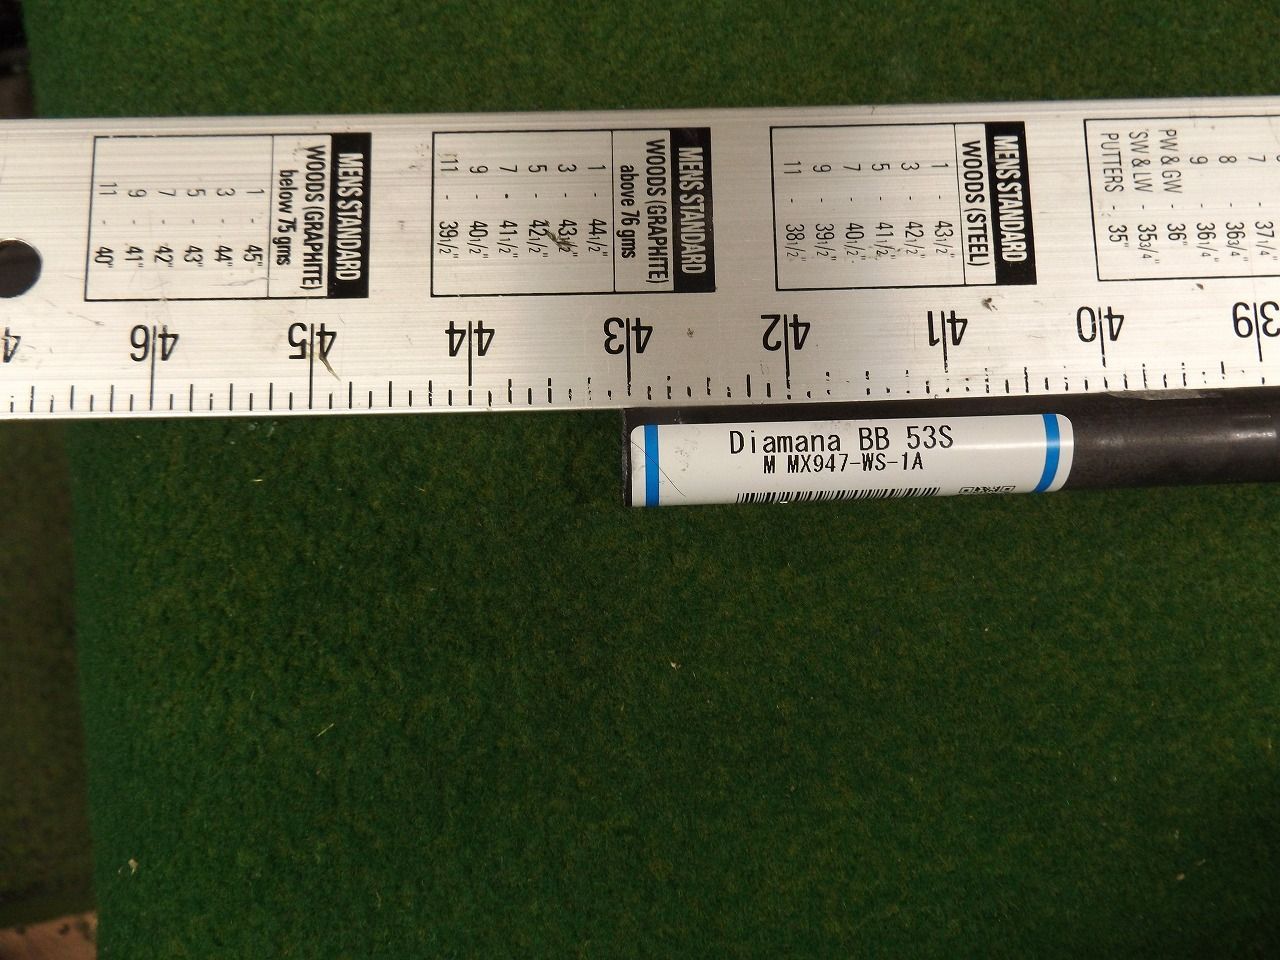 MENS STANDARD
WOODS (GRAPHITE)
below 75 gms
1 - 45"
3 - 44"
5 - 43"
7 - 42"
9 - 41"
11 - 40"
MENS STANDARD
WOODS (GRAPHITE)
above 76 gms
1 - 44 1/2"
3 - 43 1/2"
5 - 42 1/2"
7 - 41 1/2"
9 - 40 1/2"
11 - 39 1/2"
MENS STANDARD
WOODS (STEEL)
1 - 43 1/2"
3 - 42 1/2"
5 - 41 1/2"
7 - 40 1/2"
9 - 39 1/2"
11 - 38 1/2"
7 - 37 1/4"
8 - 36 3/4"
9 - 36 1/4"
PW & GW - 36"
SW & LW - 35 3/4"
PUTTERS - 35"
4 46 45 44 43 42 41 40 39
Diamana BB 53S
M MX947-WS-1A